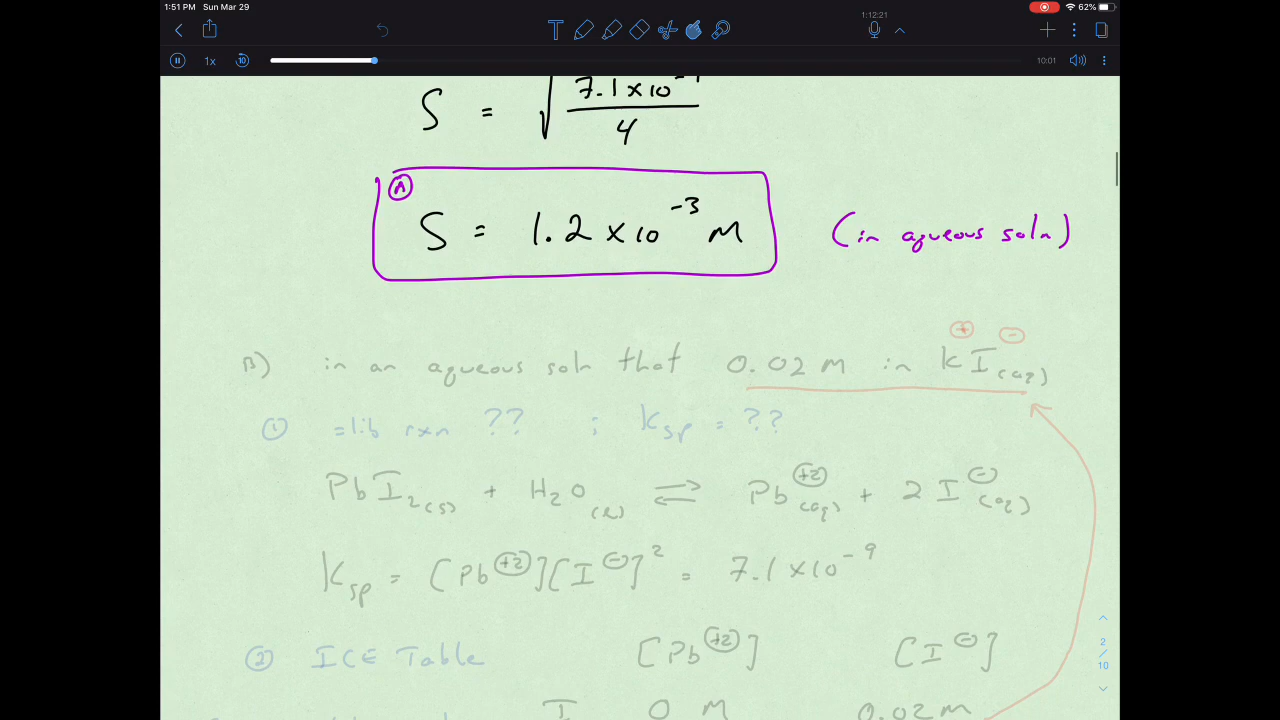 1:51 PM Sun Mar 29
62%
1:12:21
T
1x
10
10:01
S = √ 7.1 x 10
4
A
S = 1.2 x 10⁻³ M (in aqueous soln)
B) in an aqueous soln that 0.02 M in K⊕I⊖(aq)
① =lib rxn ?? ; Ksp = ??
PbI₂(s) + H₂O(l) ⇌ Pb⁺²(aq) + 2 I⊖(aq)
Ksp = [Pb⁺²][I⊖]² = 7.1 x 10⁻⁹
② ICE Table [Pb⁺²] [I⊖]
I 0 M 0.02 M
2
/
10